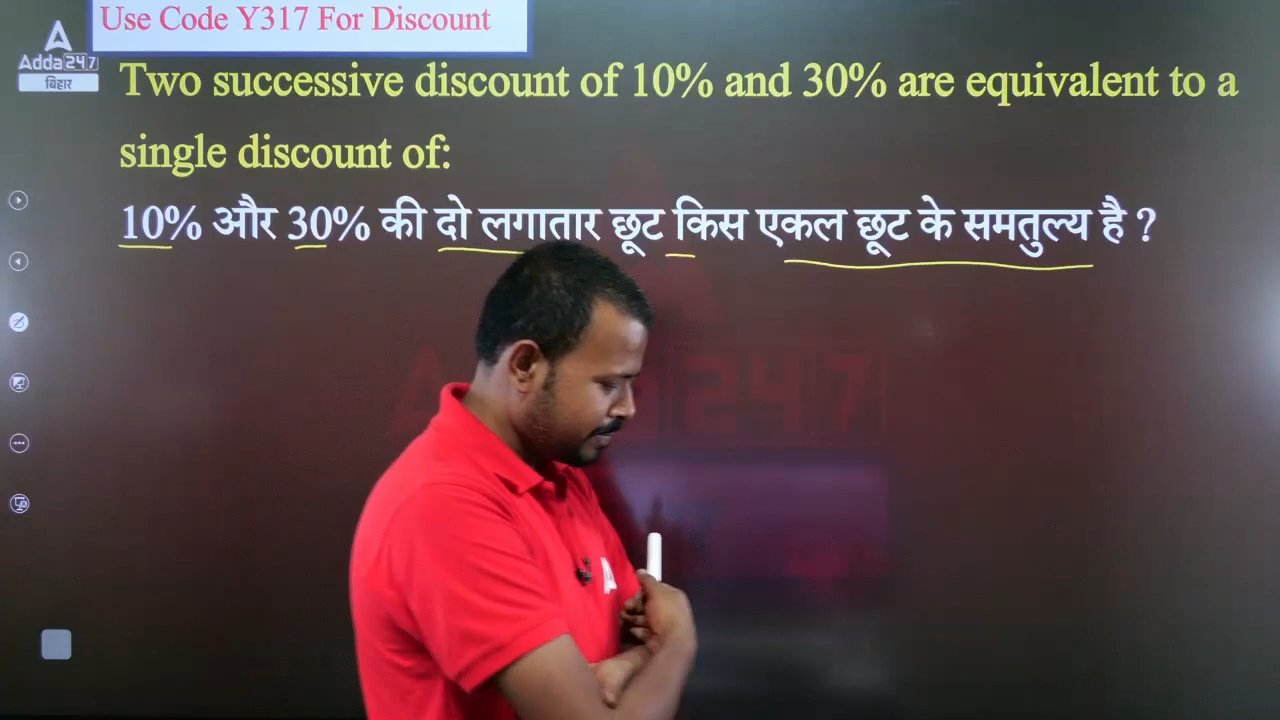 Use Code Y317 For Discount
Adda247
बिहार
Two successive discount of 10% and 30% are equivalent to a
single discount of:
10% और 30% की दो लगातार छूट किस एकल छूट के समतुल्य है ?
A 247